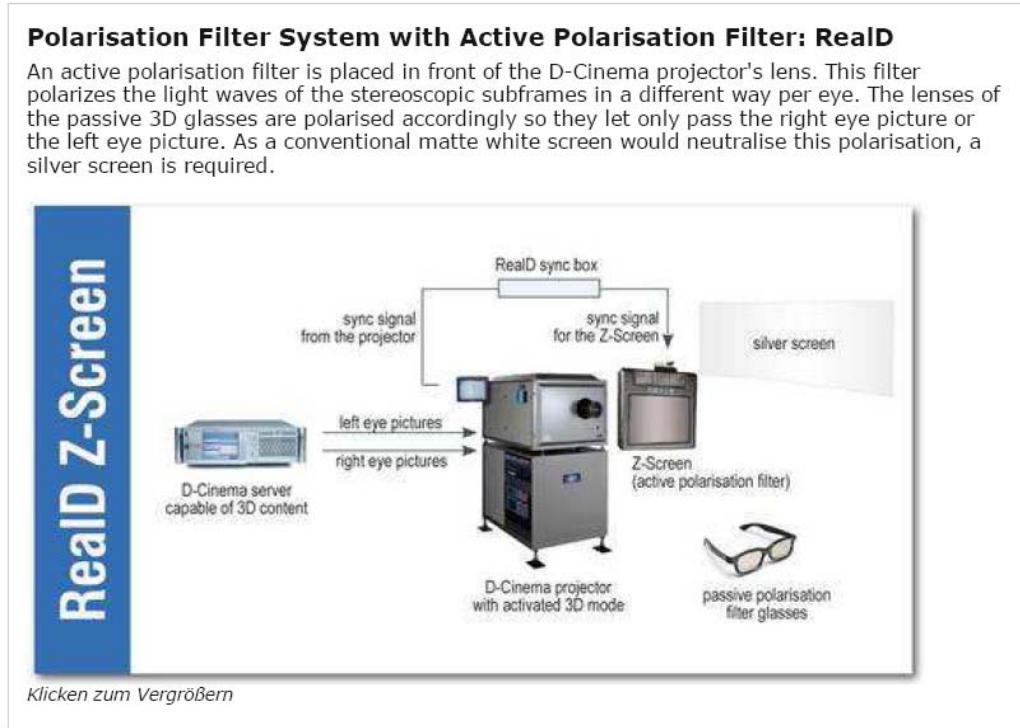 Polarisation Filter System with Active Polarisation Filter: RealD
An active polarisation filter is placed in front of the D-Cinema projector's lens. This filter
polarizes the light waves of the stereoscopic subframes in a different way per eye. The lenses of
the passive 3D glasses are polarised accordingly so they let only pass the right eye picture or
the left eye picture. As a conventional matte white screen would neutralise this polarisation, a
silver screen is required.
RealD Z-Screen
RealD sync box
sync signal
from the projector
sync signal
for the Z-Screen
silver screen
left eye pictures
right eye pictures
D-Cinema server
capable of 3D content
Z-Screen
(active polarisation filter)
D-Cinema projector
with activated 3D mode
passive polarisation
filter glasses
Klicken zum Vergrößern